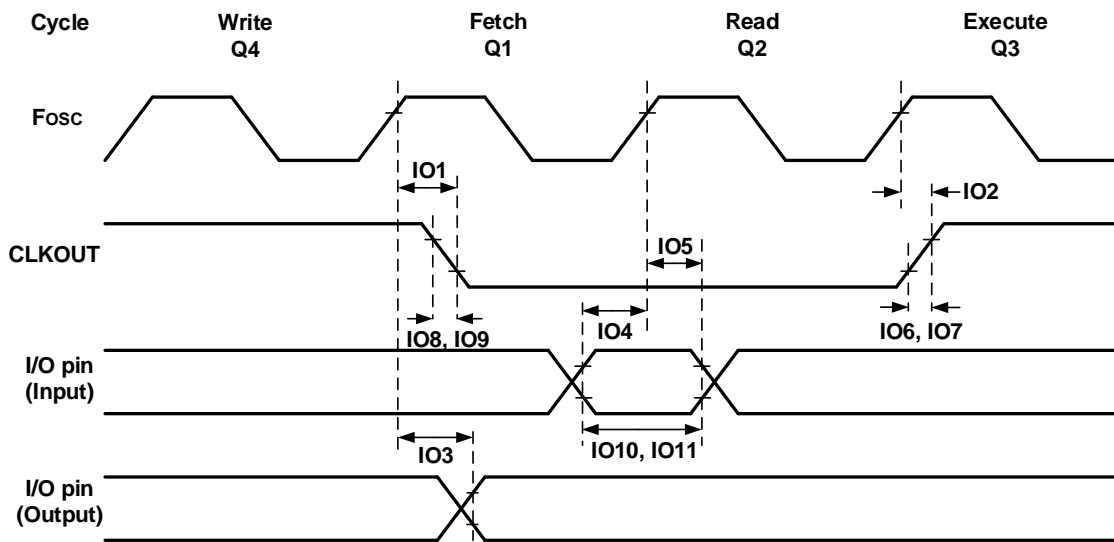 Cycle Write Fetch Read Execute
Q4 Q1 Q2 Q3
Fosc
IO1
IO2
CLKOUT
IO5
IO4
IO8, IO9
IO6, IO7
I/O pin
(Input)
IO10, IO11
IO3
I/O pin
(Output)